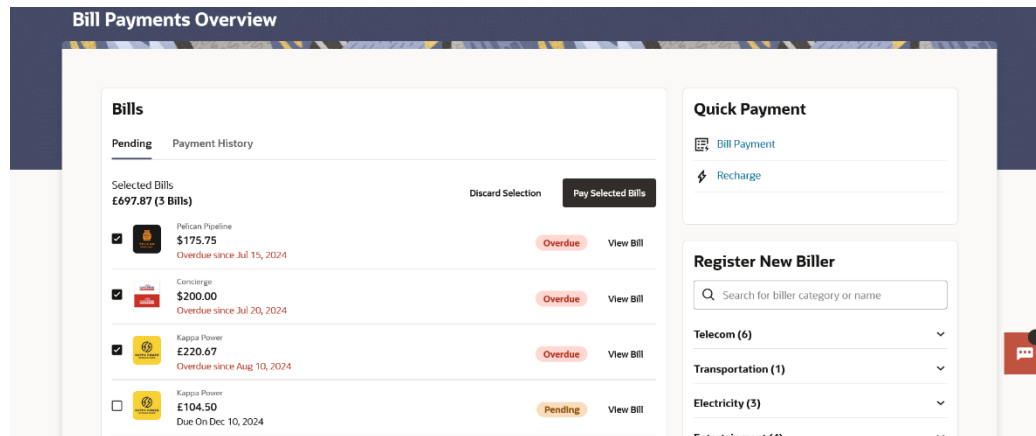 Bill Payments Overview
Bills
Pending Payment History
Selected Bills
£697.87 (3 Bills)
Discard Selection Pay Selected Bills
Pelican Pipeline
$175.75
Overdue since Jul 15, 2024
Overdue View Bill
Concierge
$200.00
Overdue since Jul 20, 2024
Overdue View Bill
Kappa Power
£220.67
Overdue since Aug 10, 2024
Overdue View Bill
Kappa Power
£104.50
Due On Dec 10, 2024
Pending View Bill
Quick Payment
Bill Payment
Recharge
Register New Biller
Search for biller category or name
Telecom (6)
Transportation (1)
Electricity (3)